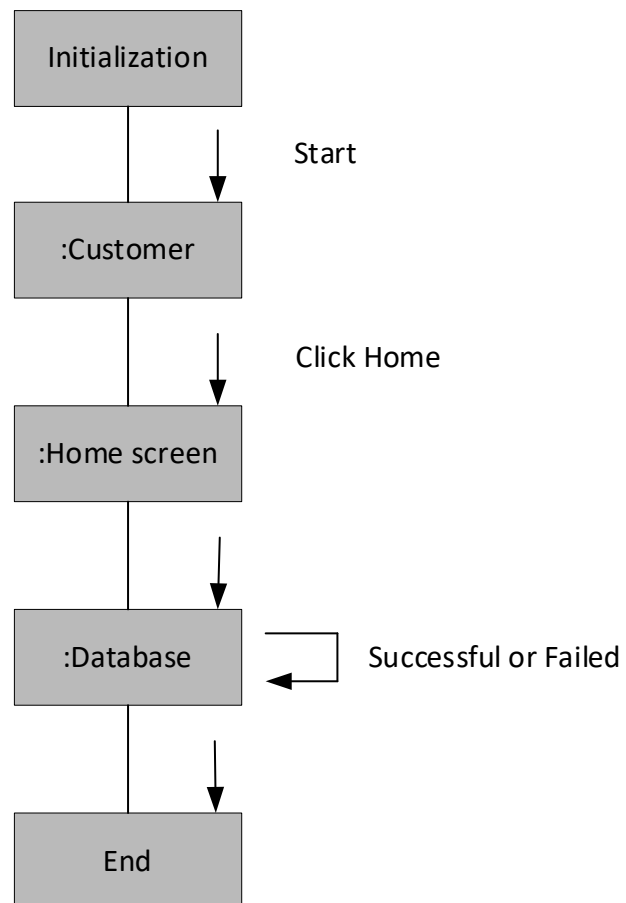 Initialization
Start
:Customer
Click Home
:Home screen
:Database
Successful or Failed
End